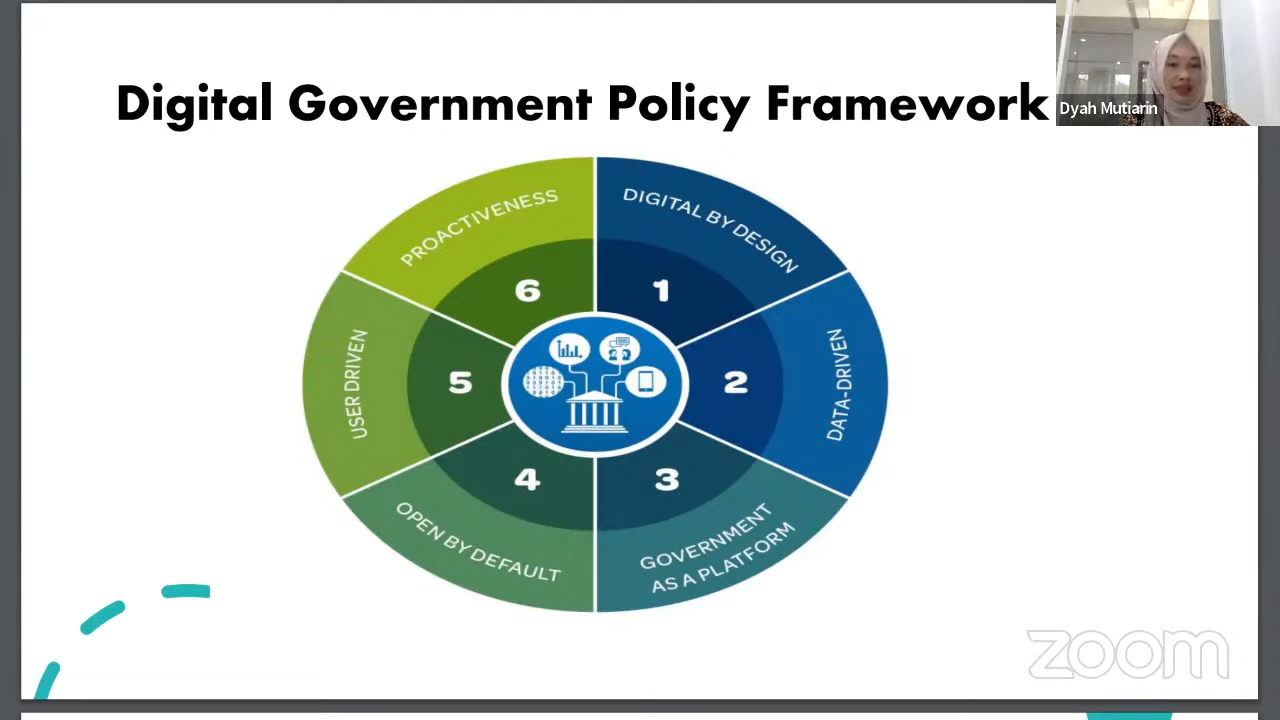 Digital Government Policy Framework
Dyah Mutiarin
PROACTIVENESS
DIGITAL BY DESIGN
6
1
USER DRIVEN
5
2
DATA-DRIVEN
4
3
OPEN BY DEFAULT
GOVERNMENT
AS A PLATFORM
zoom